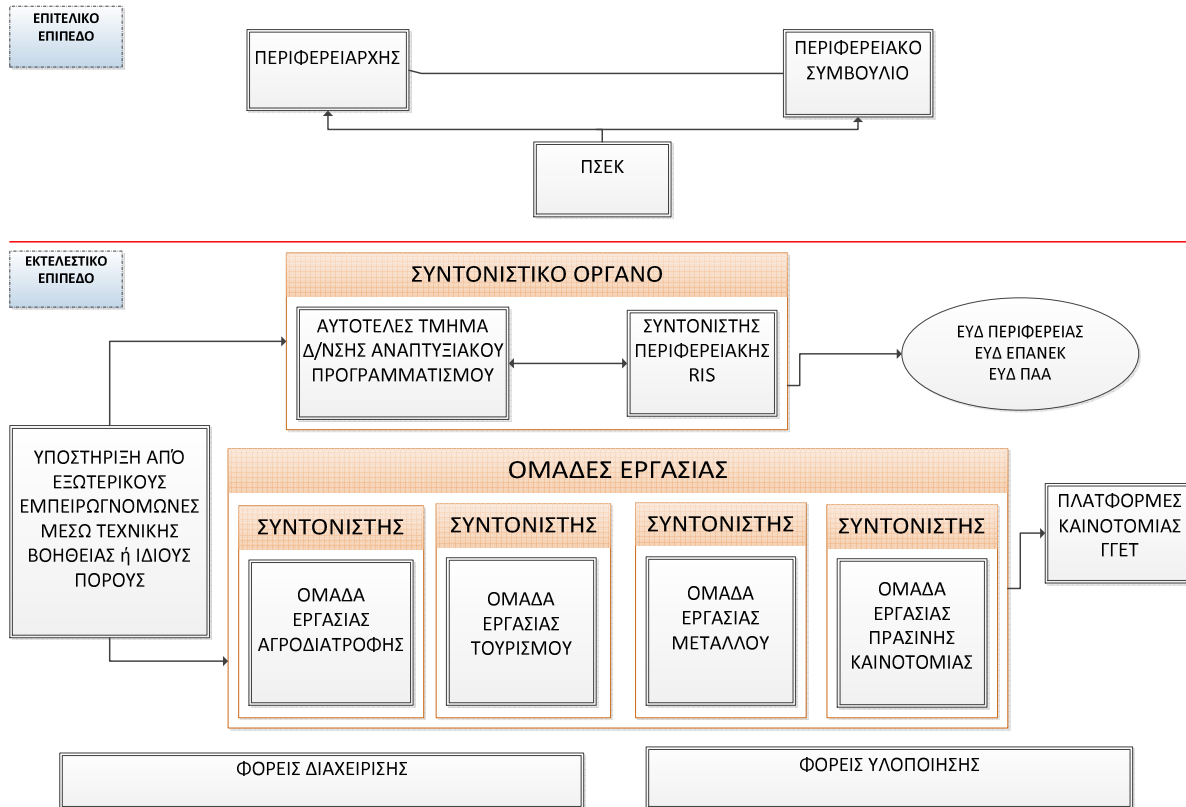 ΕΠΙΤΕΛΙΚΟ
ΕΠΙΠΕΔΟ
ΠΕΡΙΦΕΡΕΙΑΡΧΗΣ
ΠΕΡΙΦΕΡΕΙΑΚΟ
ΣΥΜΒΟΥΛΙΟ
ΠΣΕΚ
ΕΚΤΕΛΕΣΤΙΚΟ
ΕΠΙΠΕΔΟ
ΣΥΝΤΟΝΙΣΤΙΚΟ ΟΡΓΑΝΟ
ΑΥΤΟΤΕΛΕΣ ΤΜΗΜΑ
Δ/ΝΣΗΣ ΑΝΑΠΤΥΞΙΑΚΟΥ
ΠΡΟΓΡΑΜΜΑΤΙΣΜΟΥ
ΣΥΝΤΟΝΙΣΤΗΣ
ΠΕΡΙΦΕΡΕΙΑΚΗΣ
RIS
ΕΥΔ ΠΕΡΙΦΕΡΕΙΑΣ
ΕΥΔ ΕΠΑΝΕΚ
ΕΥΔ ΠΑΑ
ΥΠΟΣΤΗΡΙΞΗ ΑΠΌ
ΕΞΩΤΕΡΙΚΟΥΣ
ΕΜΠΕΙΡΩΓΝΩΜΟΝΕΣ
ΜΕΣΩ ΤΕΧΝΙΚΗΣ
ΒΟΗΘΕΙΑΣ ή ΙΔΙΟΥΣ
ΠΟΡΟΥΣ
ΟΜΑΔΕΣ ΕΡΓΑΣΙΑΣ
ΣΥΝΤΟΝΙΣΤΗΣ
ΟΜΑΔΑ
ΕΡΓΑΣΙΑΣ
ΑΓΡΟΔΙΑΤΡΟΦΗΣ
ΣΥΝΤΟΝΙΣΤΗΣ
ΟΜΑΔΑ
ΕΡΓΑΣΙΑΣ
ΤΟΥΡΙΣΜΟΥ
ΣΥΝΤΟΝΙΣΤΗΣ
ΟΜΑΔΑ
ΕΡΓΑΣΙΑΣ
ΜΕΤΑΛΛΟΥ
ΣΥΝΤΟΝΙΣΤΗΣ
ΟΜΑΔΑ
ΕΡΓΑΣΙΑΣ
ΠΡΑΣΙΝΗΣ
ΚΑΙΝΟΤΟΜΙΑΣ
ΠΛΑΤΦΟΡΜΕΣ
ΚΑΙΝΟΤΟΜΙΑΣ
ΓΓΕΤ
ΦΟΡΕΙΣ ΔΙΑΧΕΙΡΙΣΗΣ
ΦΟΡΕΙΣ ΥΛΟΠΟΙΗΣΗΣ